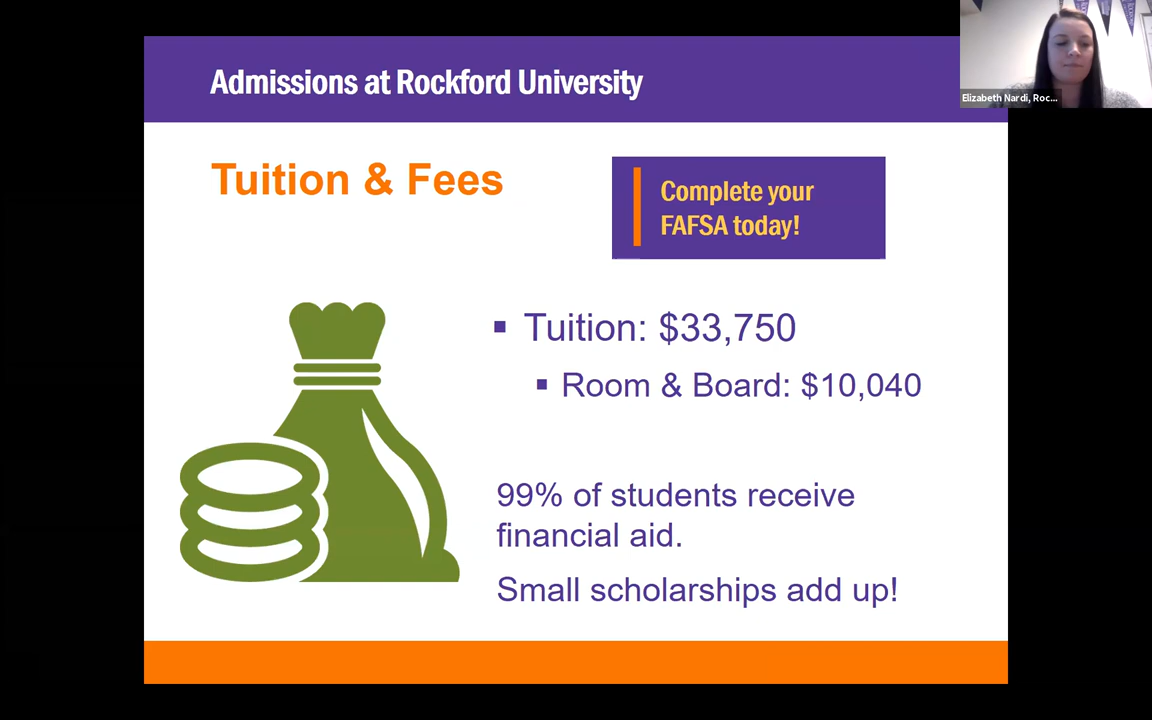 Admissions at Rockford University
Elizabeth Nardi, Roc...
Tuition & Fees
Complete your
FAFSA today!
▪ Tuition: $33,750
▪ Room & Board: $10,040
99% of students receive
financial aid.
Small scholarships add up!